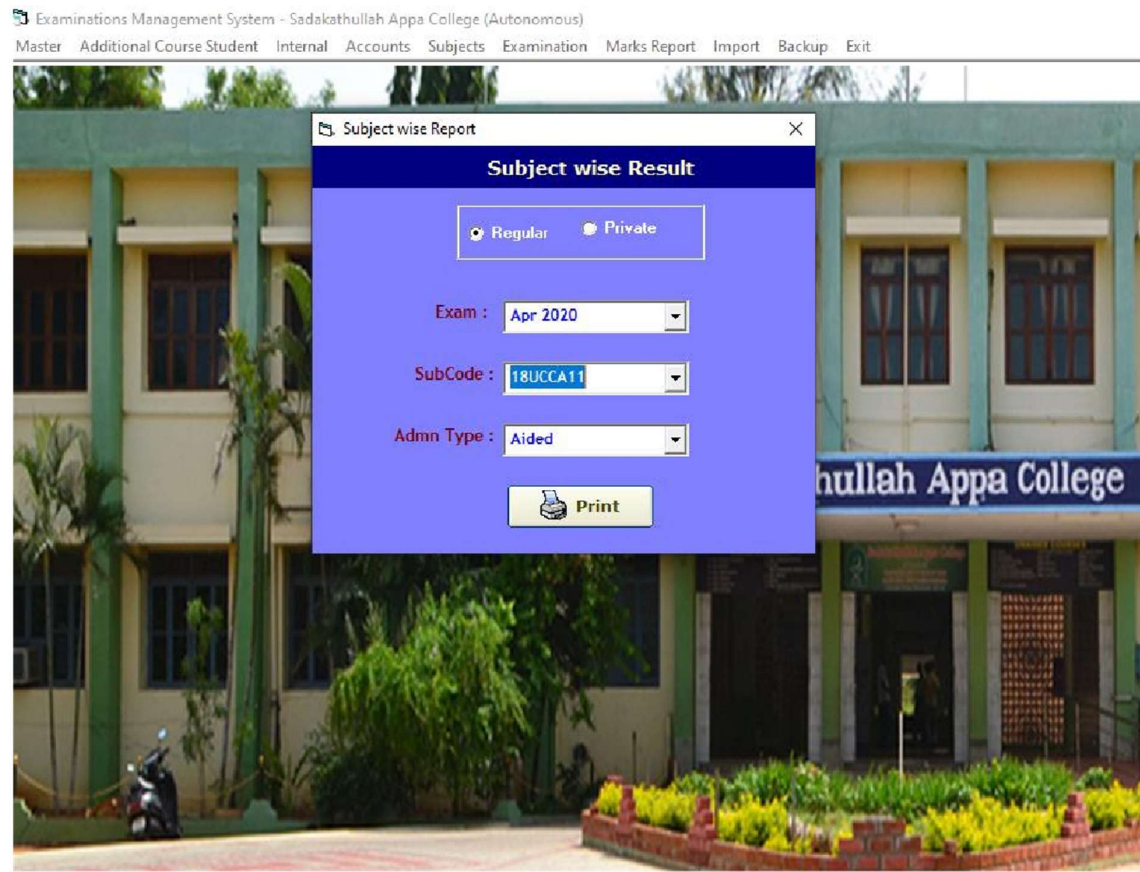 Examinations Management System - Sadakathullah Appa College (Autonomous)
Master Additional Course Student Internal Accounts Subjects Examination Marks Report Import Backup Exit
Subject wise Report
Subject wise Result
Regular Private
Exam : Apr 2020
SubCode : 18UCCA11
Admn Type : Aided
Print
hullah Appa College